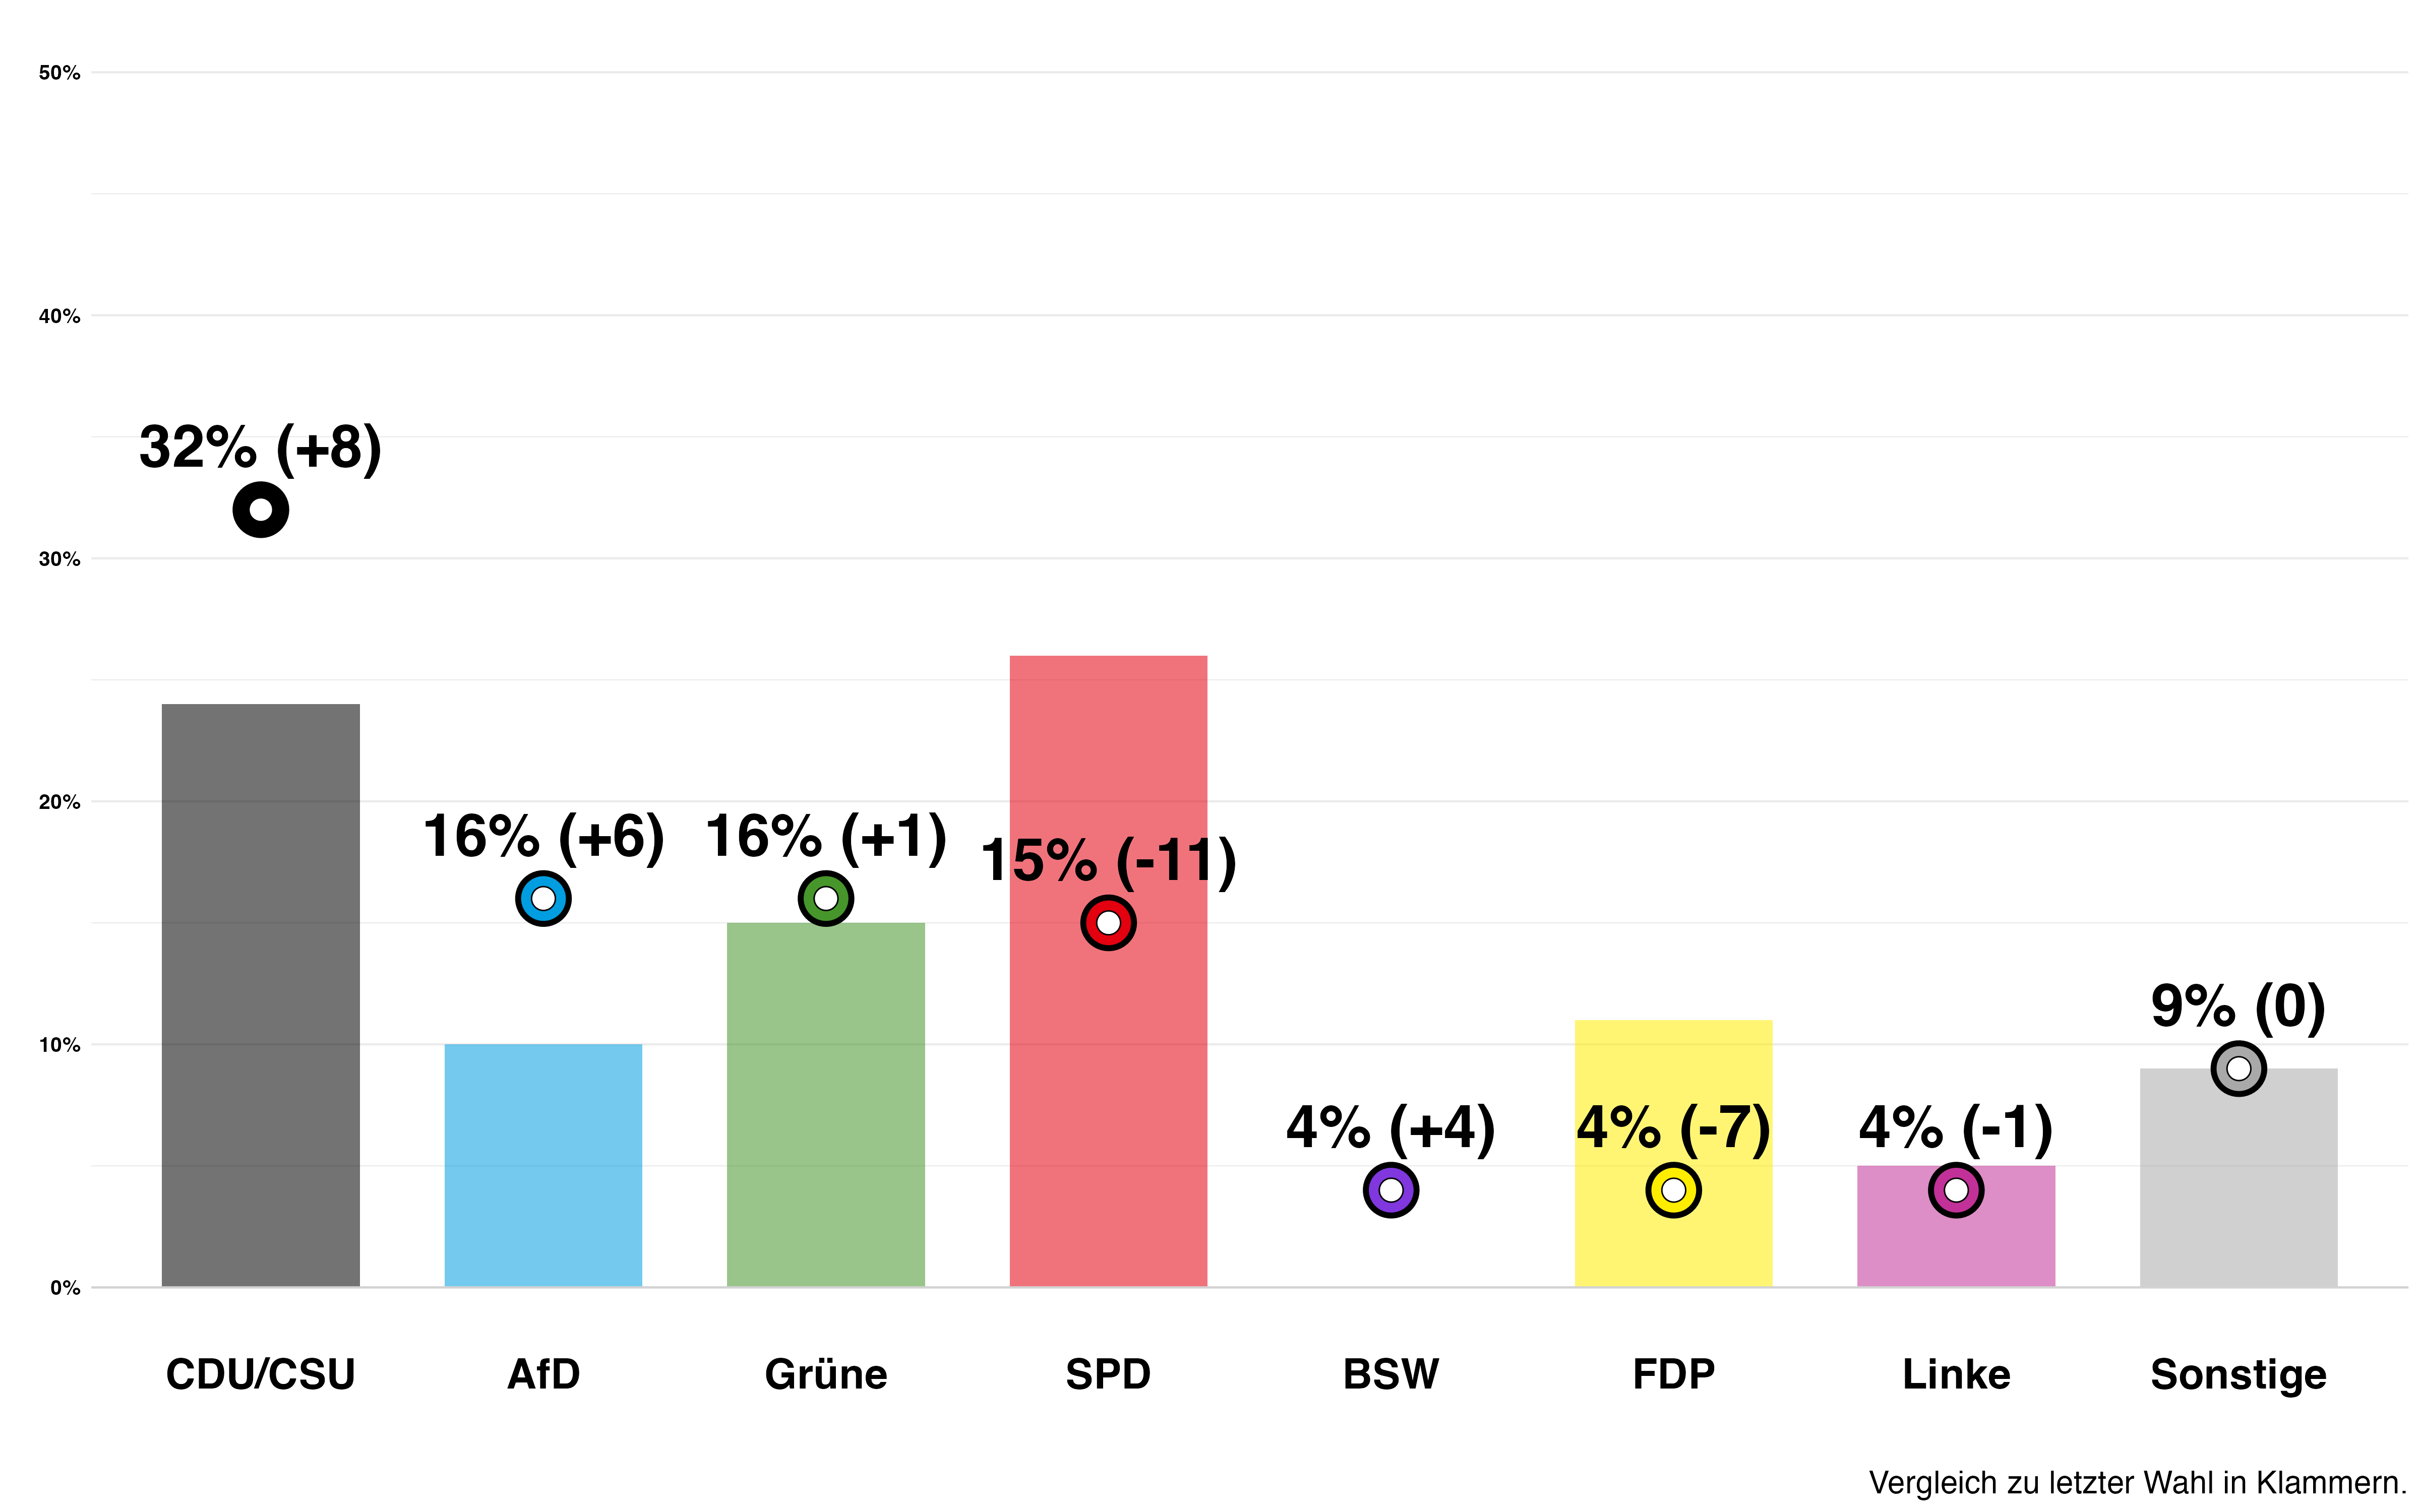 50%
40%
32% (+8)
30%
20%
16% (+6) 16% (+1) 15% (-11)
10%
9% (0)
4% (+4) 4% (-7) 4% (-1)
0%
CDU/CSU AfD Grüne SPD BSW FDP Linke Sonstige
Vergleich zu letzter Wahl in Klammern.